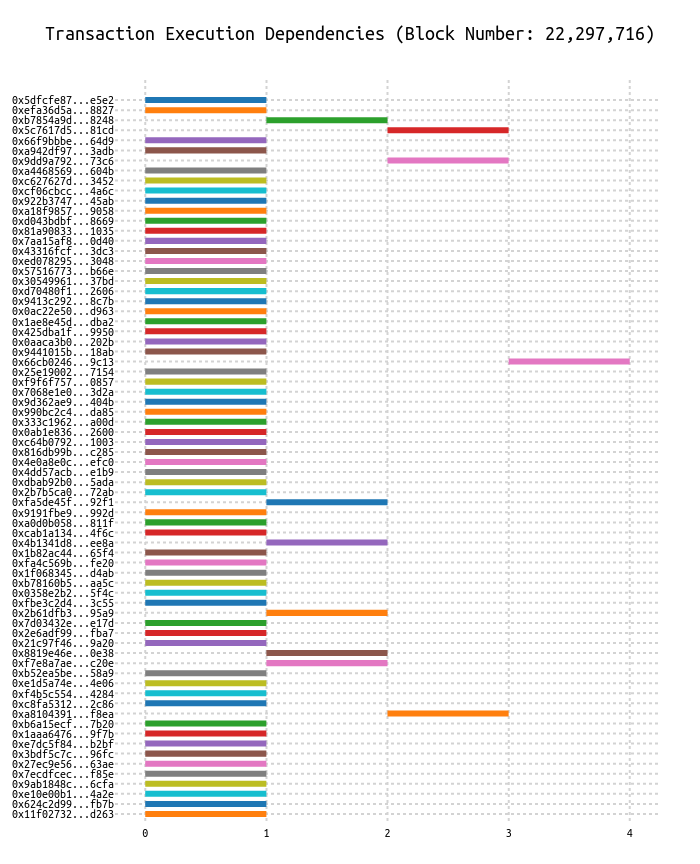 Transaction Execution Dependencies (Block Number: 22,297,716)
0x5dfcfe87...e5e2
0xefa36d5a...8827
0xb7854a9d...8248
0x5c7617d5...81cd
0x66f9bbbe...64d9
0xa942df97...3adb
0x9dd9a792...73c6
0xa4468569...604b
0xc627627d...3452
0xcf06cbcc...4a6c
0x922b3747...45ab
0xa18f9857...9058
0xd043bdbf...8669
0x81a90833...1035
0x7aa15af8...0d40
0x43316fcf...3dc3
0xed078295...3048
0x57516773...b66e
0x30549961...37bd
0xd70480f1...2606
0x9413c292...8c7b
0x0ac22e50...d963
0x1ae8e45d...dba2
0x425dba1f...9950
0x0aaca3b0...202b
0x9441015b...18ab
0x66cb0246...9c13
0x25e19002...7154
0xf9f6f757...0857
0x7068e1e0...3d2a
0x9d362ae9...404b
0x990bc2c4...da85
0x333c1962...a00d
0x0ab1e836...2600
0xc64b0792...1003
0x816db99b...c285
0x4e0a8e0c...efc0
0x4dd57acb...e1b9
0xdbab92b0...5ada
0x2b7b5ca0...72ab
0xfa5de45f...92f1
0x9191fbe9...992d
0xa0d0b058...811f
0xcab1a134...4f6c
0x4b1341d8...ee8a
0x1b82ac44...65f4
0xfa4c569b...fe20
0x1f068345...d4ab
0xb78160b5...aa5c
0x0358e2b2...5f4c
0xfbe3c2d4...3c55
0x2b61dfb3...95a9
0x7d03432e...e17d
0x2e6adf99...fba7
0x21c97f46...9a20
0x8819e46e...0e38
0xf7e8a7ae...c20e
0xb52ea5be...58a9
0xe1d5a74e...4e06
0xf4b5c554...4284
0xc8fa5312...2c86
0xa8104391...f8ea
0xb6a15ecf...7b20
0x1aaa6476...9f7b
0xe7dc5f84...b2bf
0x3bdf5c7c...96fc
0x27ec9e56...63ae
0x7ecdfcec...f85e
0x9ab1848c...6cfa
0xe10e00b1...4a2e
0x624c2d99...fb7b
0x11f02732...d263
0 1 2 3 4